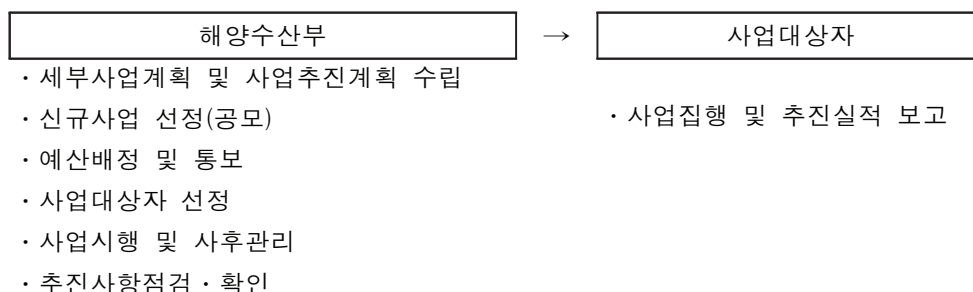 해양수산부 → 사업대상자
・세부사업계획 및 사업추진계획 수립
・신규사업 선정(공모)
・사업집행 및 추진실적 보고
・예산배정 및 통보
・사업대상자 선정
・사업시행 및 사후관리
・추진사항점검・확인